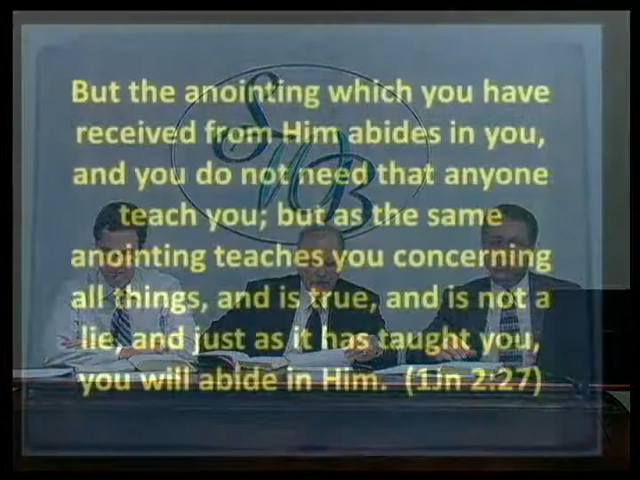 But the anointing which you have
received from Him abides in you,
and you do not need that anyone
teach you; but as the same
anointing teaches you concerning
all things, and is true, and is not a
lie, and just as it has taught you,
you will abide in Him.  (1Jn 2:27)
SMB